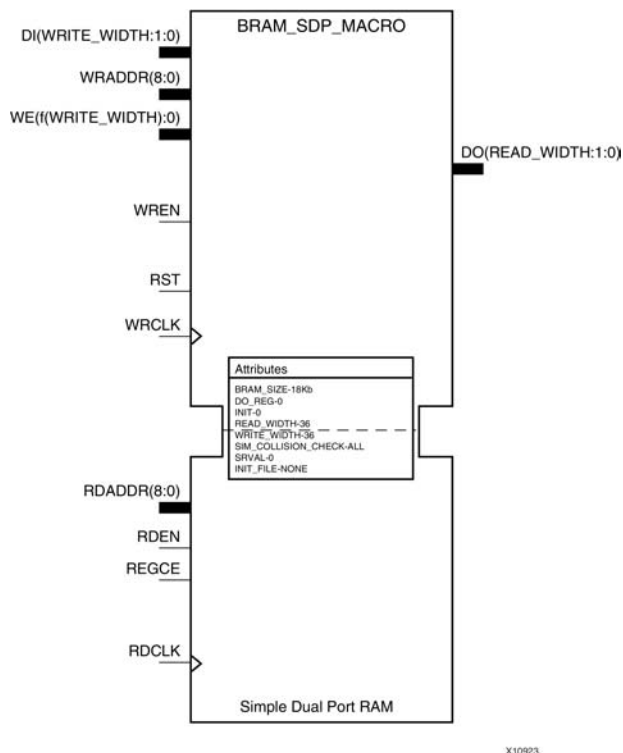 BRAM_SDP_MACRO
DI(WRITE_WIDTH:1:0)
WRADDR(8:0)
WE(f(WRITE_WIDTH):0)
DO(READ_WIDTH:1:0)
WREN
RST
WRCLK
Attributes
BRAM_SIZE-18Kb
DO_REG-0
INIT-0
READ_WIDTH-36
WRITE_WIDTH-36
SIM_COLLISION_CHECK-ALL
SRVAL-0
INIT_FILE-NONE
RDADDR(8:0)
RDEN
REGCE
RDCLK
Simple Dual Port RAM
X10923